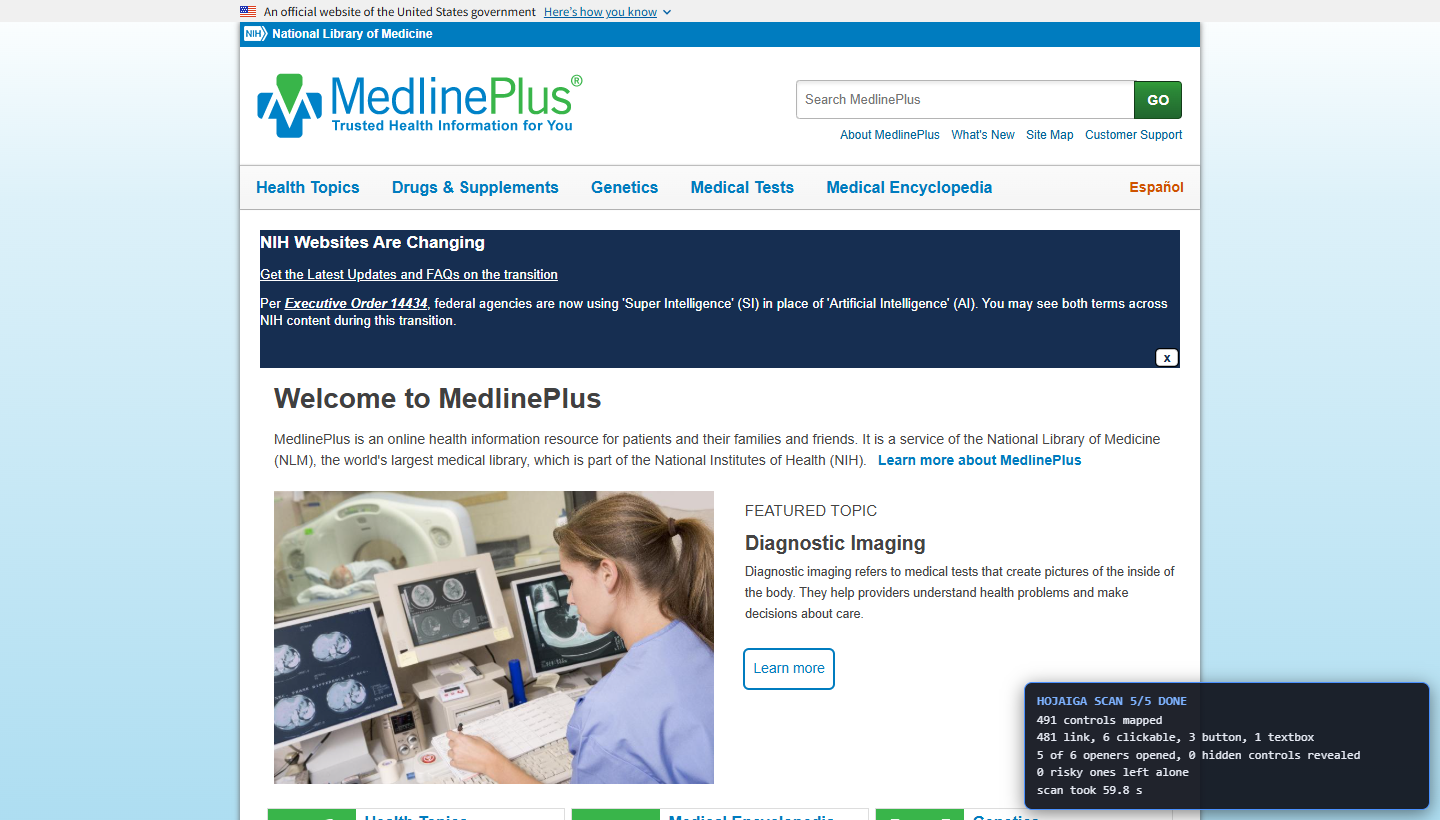 An official website of the United States government Here's how you know
NIH National Library of Medicine
MedlinePlus®
Trusted Health Information for You
Search MedlinePlus
GO
About MedlinePlus What's New Site Map Customer Support
Health Topics Drugs & Supplements Genetics Medical Tests Medical Encyclopedia Español
NIH Websites Are Changing
Get the Latest Updates and FAQs on the transition
Per Executive Order 14434, federal agencies are now using 'Super Intelligence' (SI) in place of 'Artificial Intelligence' (AI). You may see both terms across
NIH content during this transition.
x
Welcome to MedlinePlus
MedlinePlus is an online health information resource for patients and their families and friends. It is a service of the National Library of Medicine
(NLM), the world's largest medical library, which is part of the National Institutes of Health (NIH). Learn more about MedlinePlus
FEATURED TOPIC
Diagnostic Imaging
Diagnostic imaging refers to medical tests that create pictures of the inside of
the body. They help providers understand health problems and make
decisions about care.
Learn more
HOJAIGA SCAN 5/5 DONE
491 controls mapped
481 link, 6 clickable, 3 button, 1 textbox
5 of 6 openers opened, 0 hidden controls revealed
0 risky ones left alone
scan took 59.8 s
Health Topics Medical Encyclopedia Genetics